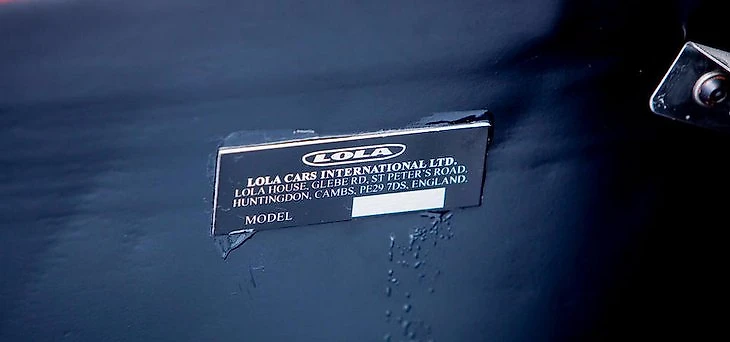 LOLA
LOLA CARS INTERNATIONAL LTD.
LOLA HOUSE, GLEBE RD, ST PETER'S ROAD,
HUNTINGDON, CAMBS, PE29 7DS, ENGLAND.
MODEL